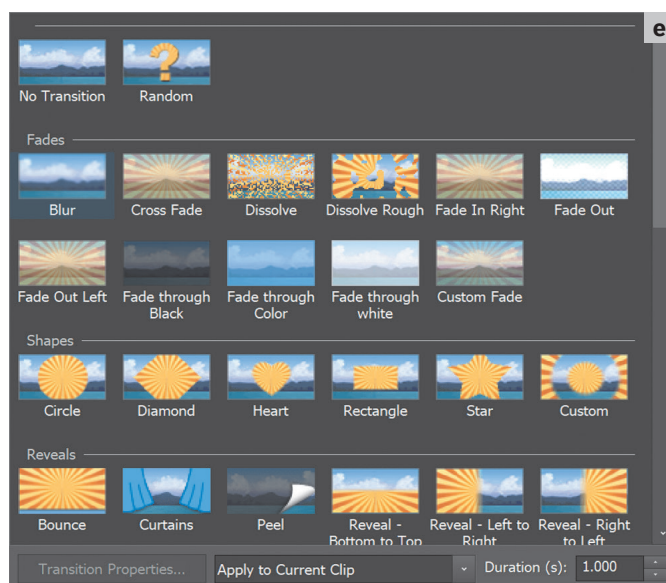 e
No Transition Random
Fades
Blur Cross Fade Dissolve Dissolve Rough Fade In Right Fade Out
Fade Out Left Fade through Black Fade through Color Fade through white Custom Fade
Shapes
Circle Diamond Heart Rectangle Star Custom
Reveals
Bounce Curtains Peel Reveal - Bottom to Top Reveal - Left to Right Reveal - Right to Left
Transition Properties... Apply to Current Clip Duration (s): 1.000